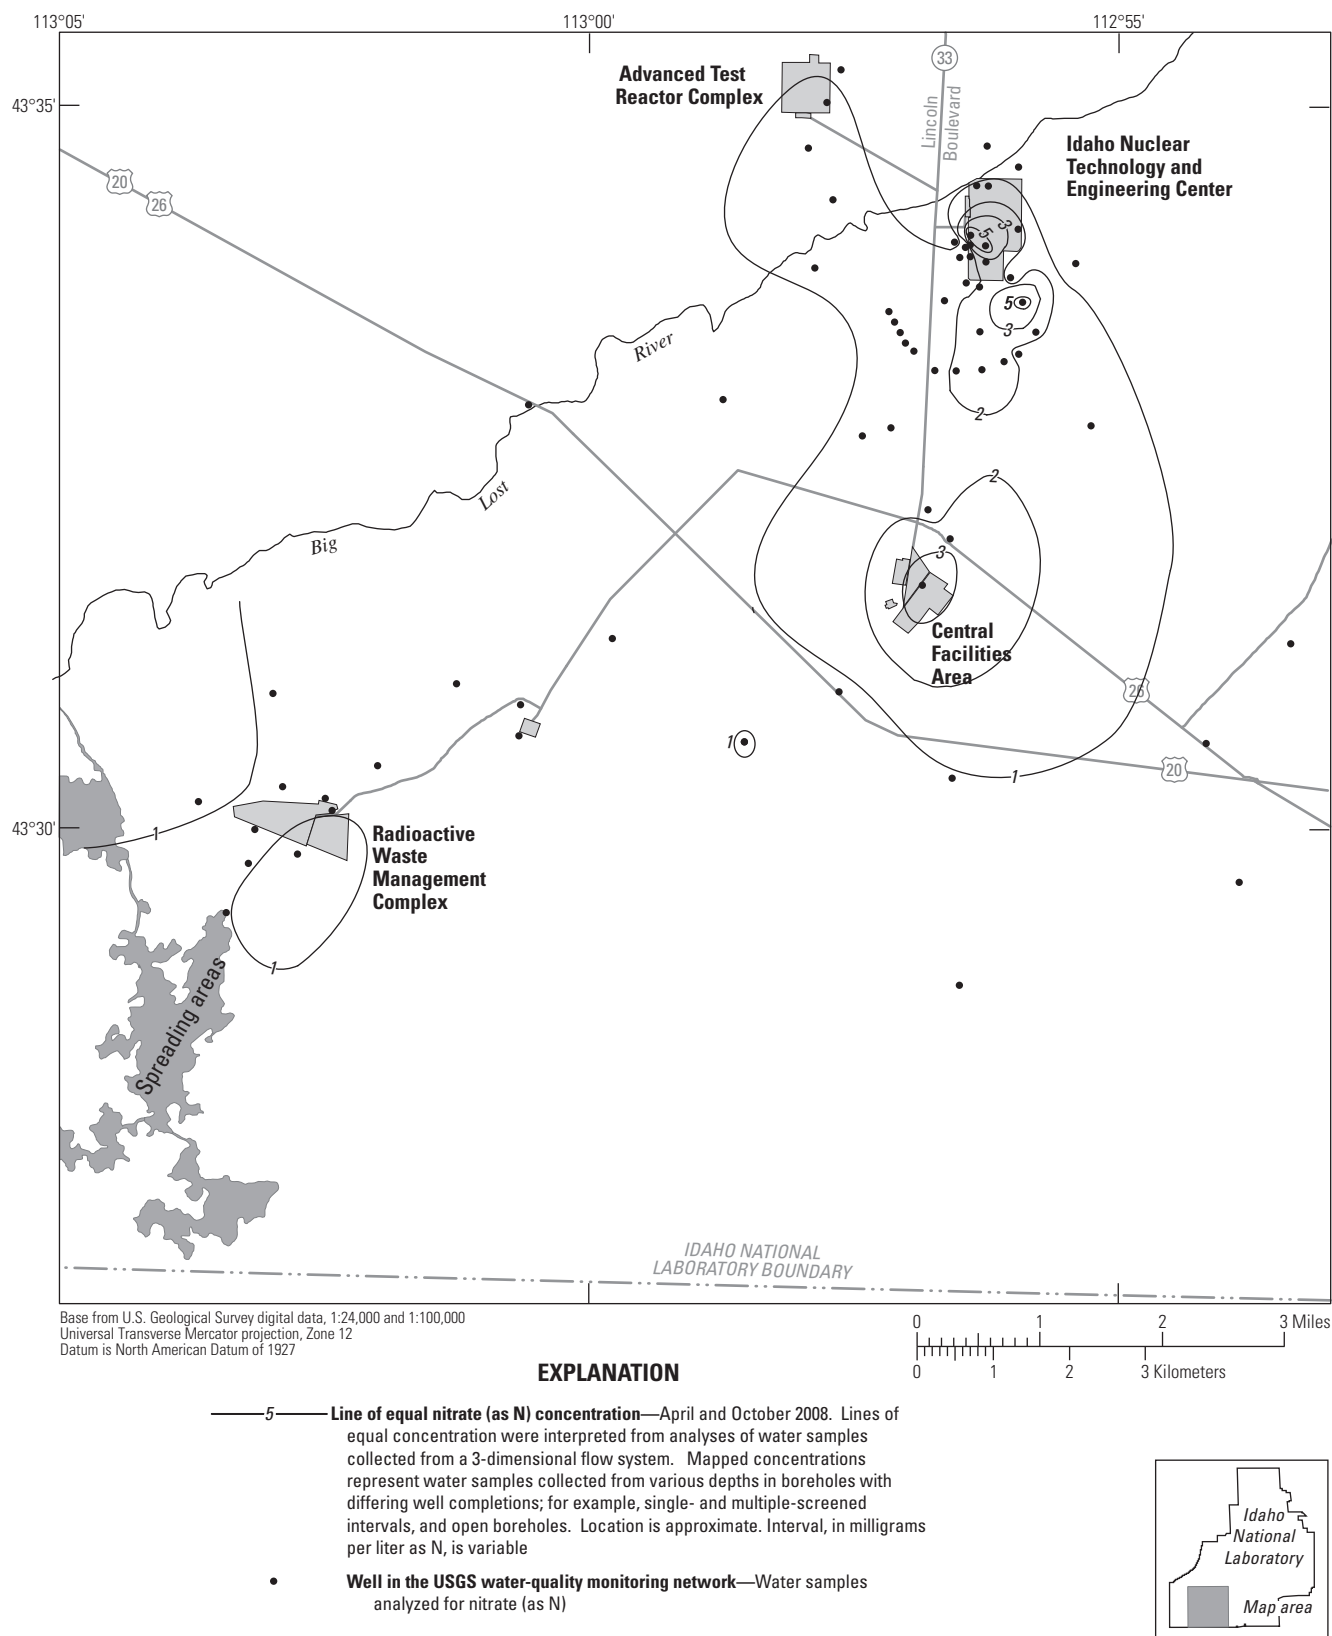 113°05'
113°00'
112°55'
43°35'
43°30'
33
Lincoln
Boulevard
Advanced Test
Reactor Complex
Idaho Nuclear
Technology and
Engineering Center
20
26
3
5
5
3
2
River
Lost
Big
2
3
Central
Facilities
Area
26
20
1
1
1
Radioactive
Waste
Management
Complex
1
Spreading areas
IDAHO NATIONAL
LABORATORY BOUNDARY
Base from U.S. Geological Survey digital data, 1:24,000 and 1:100,000
Universal Transverse Mercator projection, Zone 12
Datum is North American Datum of 1927
0 1 2 3 Miles
0 1 2 3 Kilometers
EXPLANATION
5 Line of equal nitrate (as N) concentration—April and October 2008. Lines of
equal concentration were interpreted from analyses of water samples
collected from a 3-dimensional flow system. Mapped concentrations
represent water samples collected from various depths in boreholes with
differing well completions; for example, single- and multiple-screened
intervals, and open boreholes. Location is approximate. Interval, in milligrams
per liter as N, is variable
Well in the USGS water-quality monitoring network—Water samples
analyzed for nitrate (as N)
Idaho
National
Laboratory
Map area